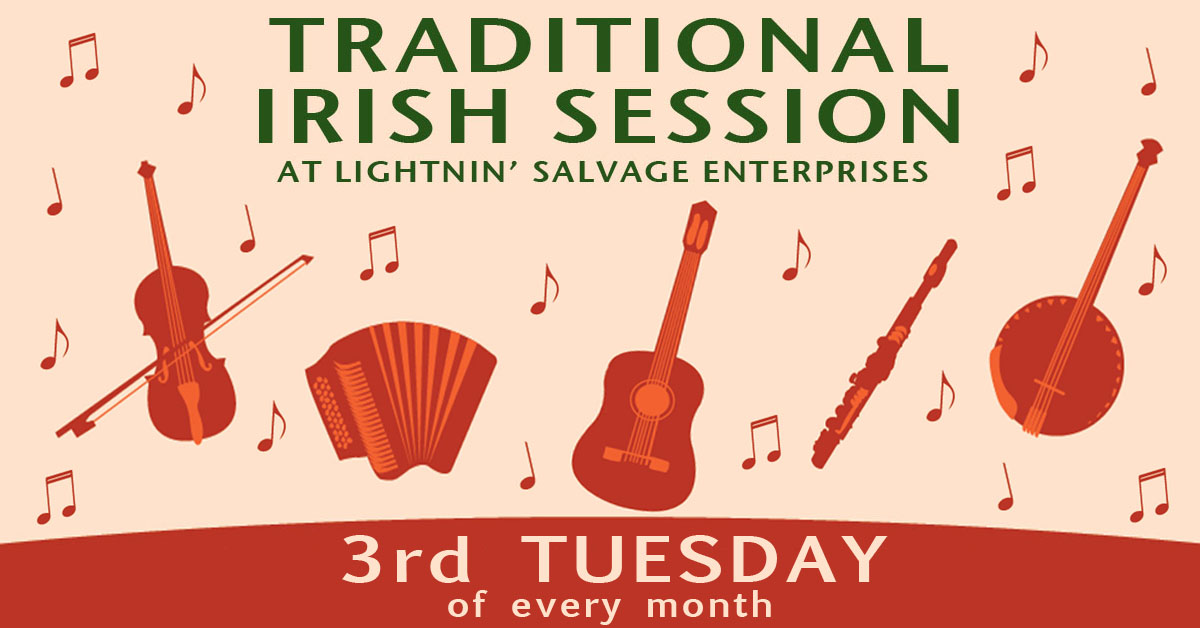 TRADITIONAL
IRISH SESSION
AT LIGHTNIN’ SALVAGE ENTERPRISES
3rd TUESDAY
of every month